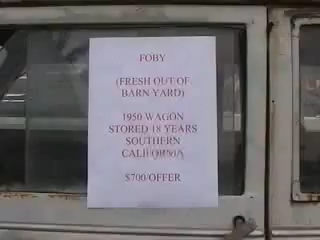 FOBY
(FRESH OUT OF
BARN YARD)
1950 WAGON
STORED 18 YEARS
SOUTHERN
CALIFORNIA
$700/OFFER